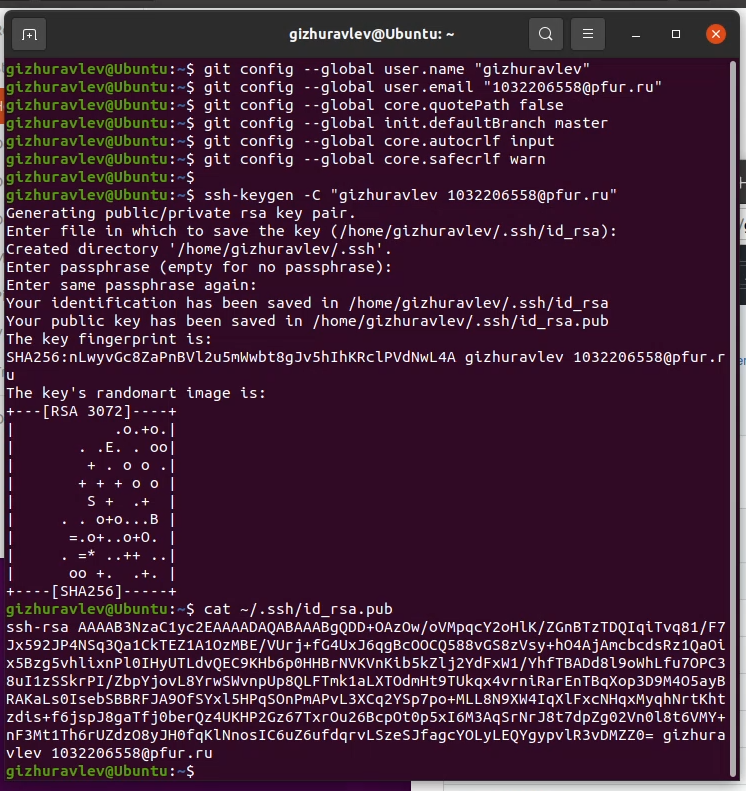 gizhuravlev@Ubuntu: ~
gizhuravlev@Ubuntu:~$ git config --global user.name "gizhuravlev"
gizhuravlev@Ubuntu:~$ git config --global user.email "1032206558@pfur.ru"
gizhuravlev@Ubuntu:~$ git config --global core.quotePath false
gizhuravlev@Ubuntu:~$ git config --global init.defaultBranch master
gizhuravlev@Ubuntu:~$ git config --global core.autocrlf input
gizhuravlev@Ubuntu:~$ git config --global core.safecrlf warn
gizhuravlev@Ubuntu:~$
gizhuravlev@Ubuntu:~$ ssh-keygen -C "gizhuravlev 1032206558@pfur.ru"
Generating public/private rsa key pair.
Enter file in which to save the key (/home/gizhuravlev/.ssh/id_rsa):
Created directory '/home/gizhuravlev/.ssh'.
Enter passphrase (empty for no passphrase):
Enter same passphrase again:
Your identification has been saved in /home/gizhuravlev/.ssh/id_rsa
Your public key has been saved in /home/gizhuravlev/.ssh/id_rsa.pub
The key fingerprint is:
SHA256:nLwyvGc8ZaPnBVl2u5mWwbt8gJv5hIhKRclPVdNwL4A gizhuravlev 1032206558@pfur.r
u
The key's randomart image is:
+---[RSA 3072]----+
|            .o.+o.|
|        . .E. . oo|
|         + . o o .|
|        + + + o o |
|         S +  .+  |
|      . . o+o...B |
|       =.o+..o+O. |
|      . =* ..++ ..|
|       oo +.  .+. |
+----[SHA256]-----+
gizhuravlev@Ubuntu:~$ cat ~/.ssh/id_rsa.pub
ssh-rsa AAAAB3NzaC1yc2EAAAADAQABAAABgQDD+OAzOw/oVMpqcY2oHlK/ZGnBTzTDQIqiTvq81/F7
Jx592JP4NSq3Qa1CkTEZ1A1OzMBE/VUrj+fG4UxJ6qgBcOOCQ588vGS8zVsy+hO4AjAmcbcdsRz1QaOi
x5Bzg5vhlixnPl0IHyUTLdvQEC9KHb6p0HHBrNVKVnKib5kZlj2YdFxW1/YhfTBADd8l9oWhLfu7OPC3
8uI1zSSkrPI/ZbpYjovL8YrwSWvnpUp8QLFTmk1aLXTOdmHt9TUkqx4vrniRarEnTBqXop3D9M4O5ayB
RAKaLs0IsebSBBRFJA9OfSYxl5HPqSOnPmAPvL3XCq2YSp7po+MLL8N9XW4IqXlFxcNHqxMyqhNrtKht
zdis+f6jspJ8gaTfj0berQz4UKHP2Gz67TxrOu26BcpOt0p5xI6M3AqSrNrJ8t7dpZg02Vn0l8t6VMY+
nF3Mt1Th6rUZdzO8yJH0fqKlNnosIC6uZ6ufdqrvLSzeSJfagcYOLyLEQYgypvlR3vDMZZ0= gizhura
vlev 1032206558@pfur.ru
gizhuravlev@Ubuntu:~$